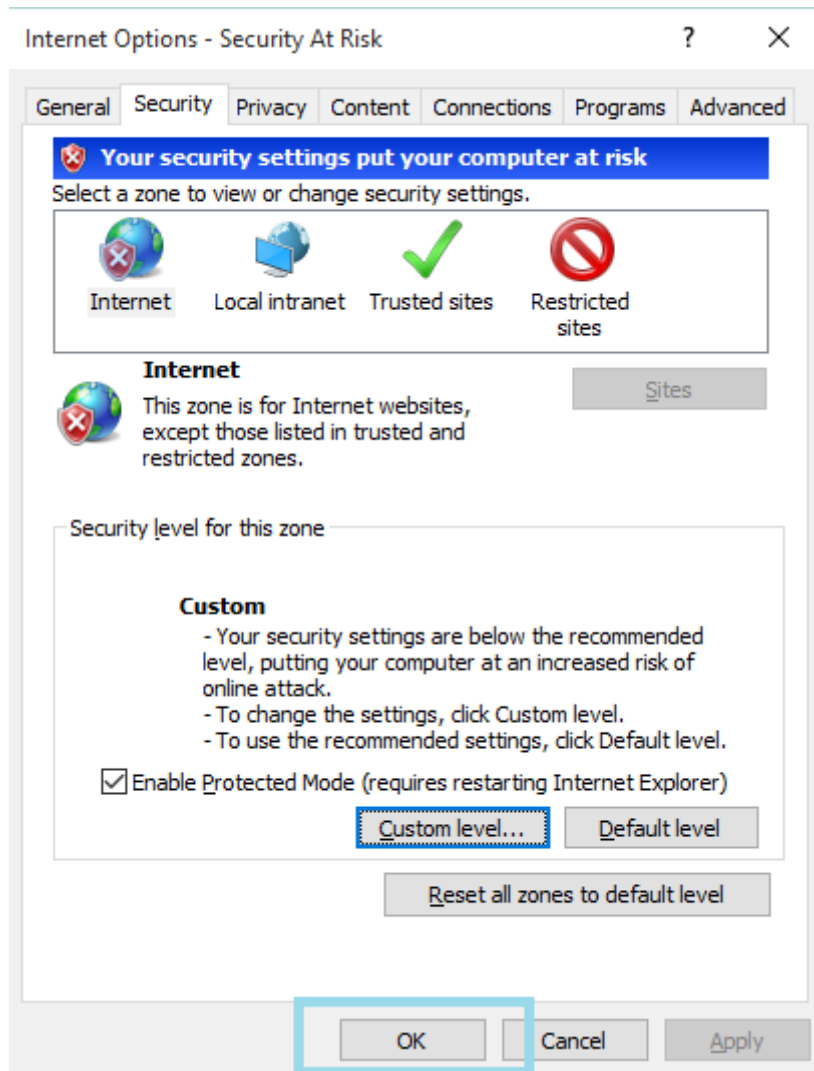 Internet Options - Security At Risk ? ×
General Security Privacy Content Connections Programs Advanced
Your security settings put your computer at risk
Select a zone to view or change security settings.
Internet Local intranet Trusted sites Restricted
sites
Internet
Sites
This zone is for Internet websites,
except those listed in trusted and
restricted zones.
Security level for this zone
Custom
- Your security settings are below the recommended
level, putting your computer at an increased risk of
online attack.
- To change the settings, click Custom level.
- To use the recommended settings, click Default level.
Enable Protected Mode (requires restarting Internet Explorer)
Custom level... Default level
Reset all zones to default level
OK Cancel Apply